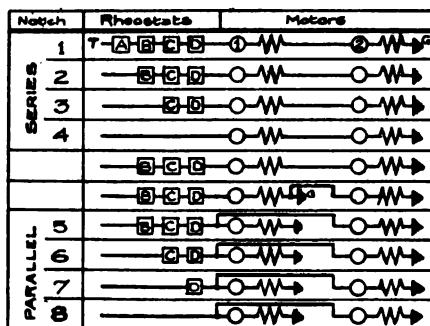 Notch Rheostats Motors
SERIES
1 T A B C D 1 2 G
2 B C D
3 C D
4
B C D
B C D G
PARALLEL
5 B C D
6 C D
7 D
8